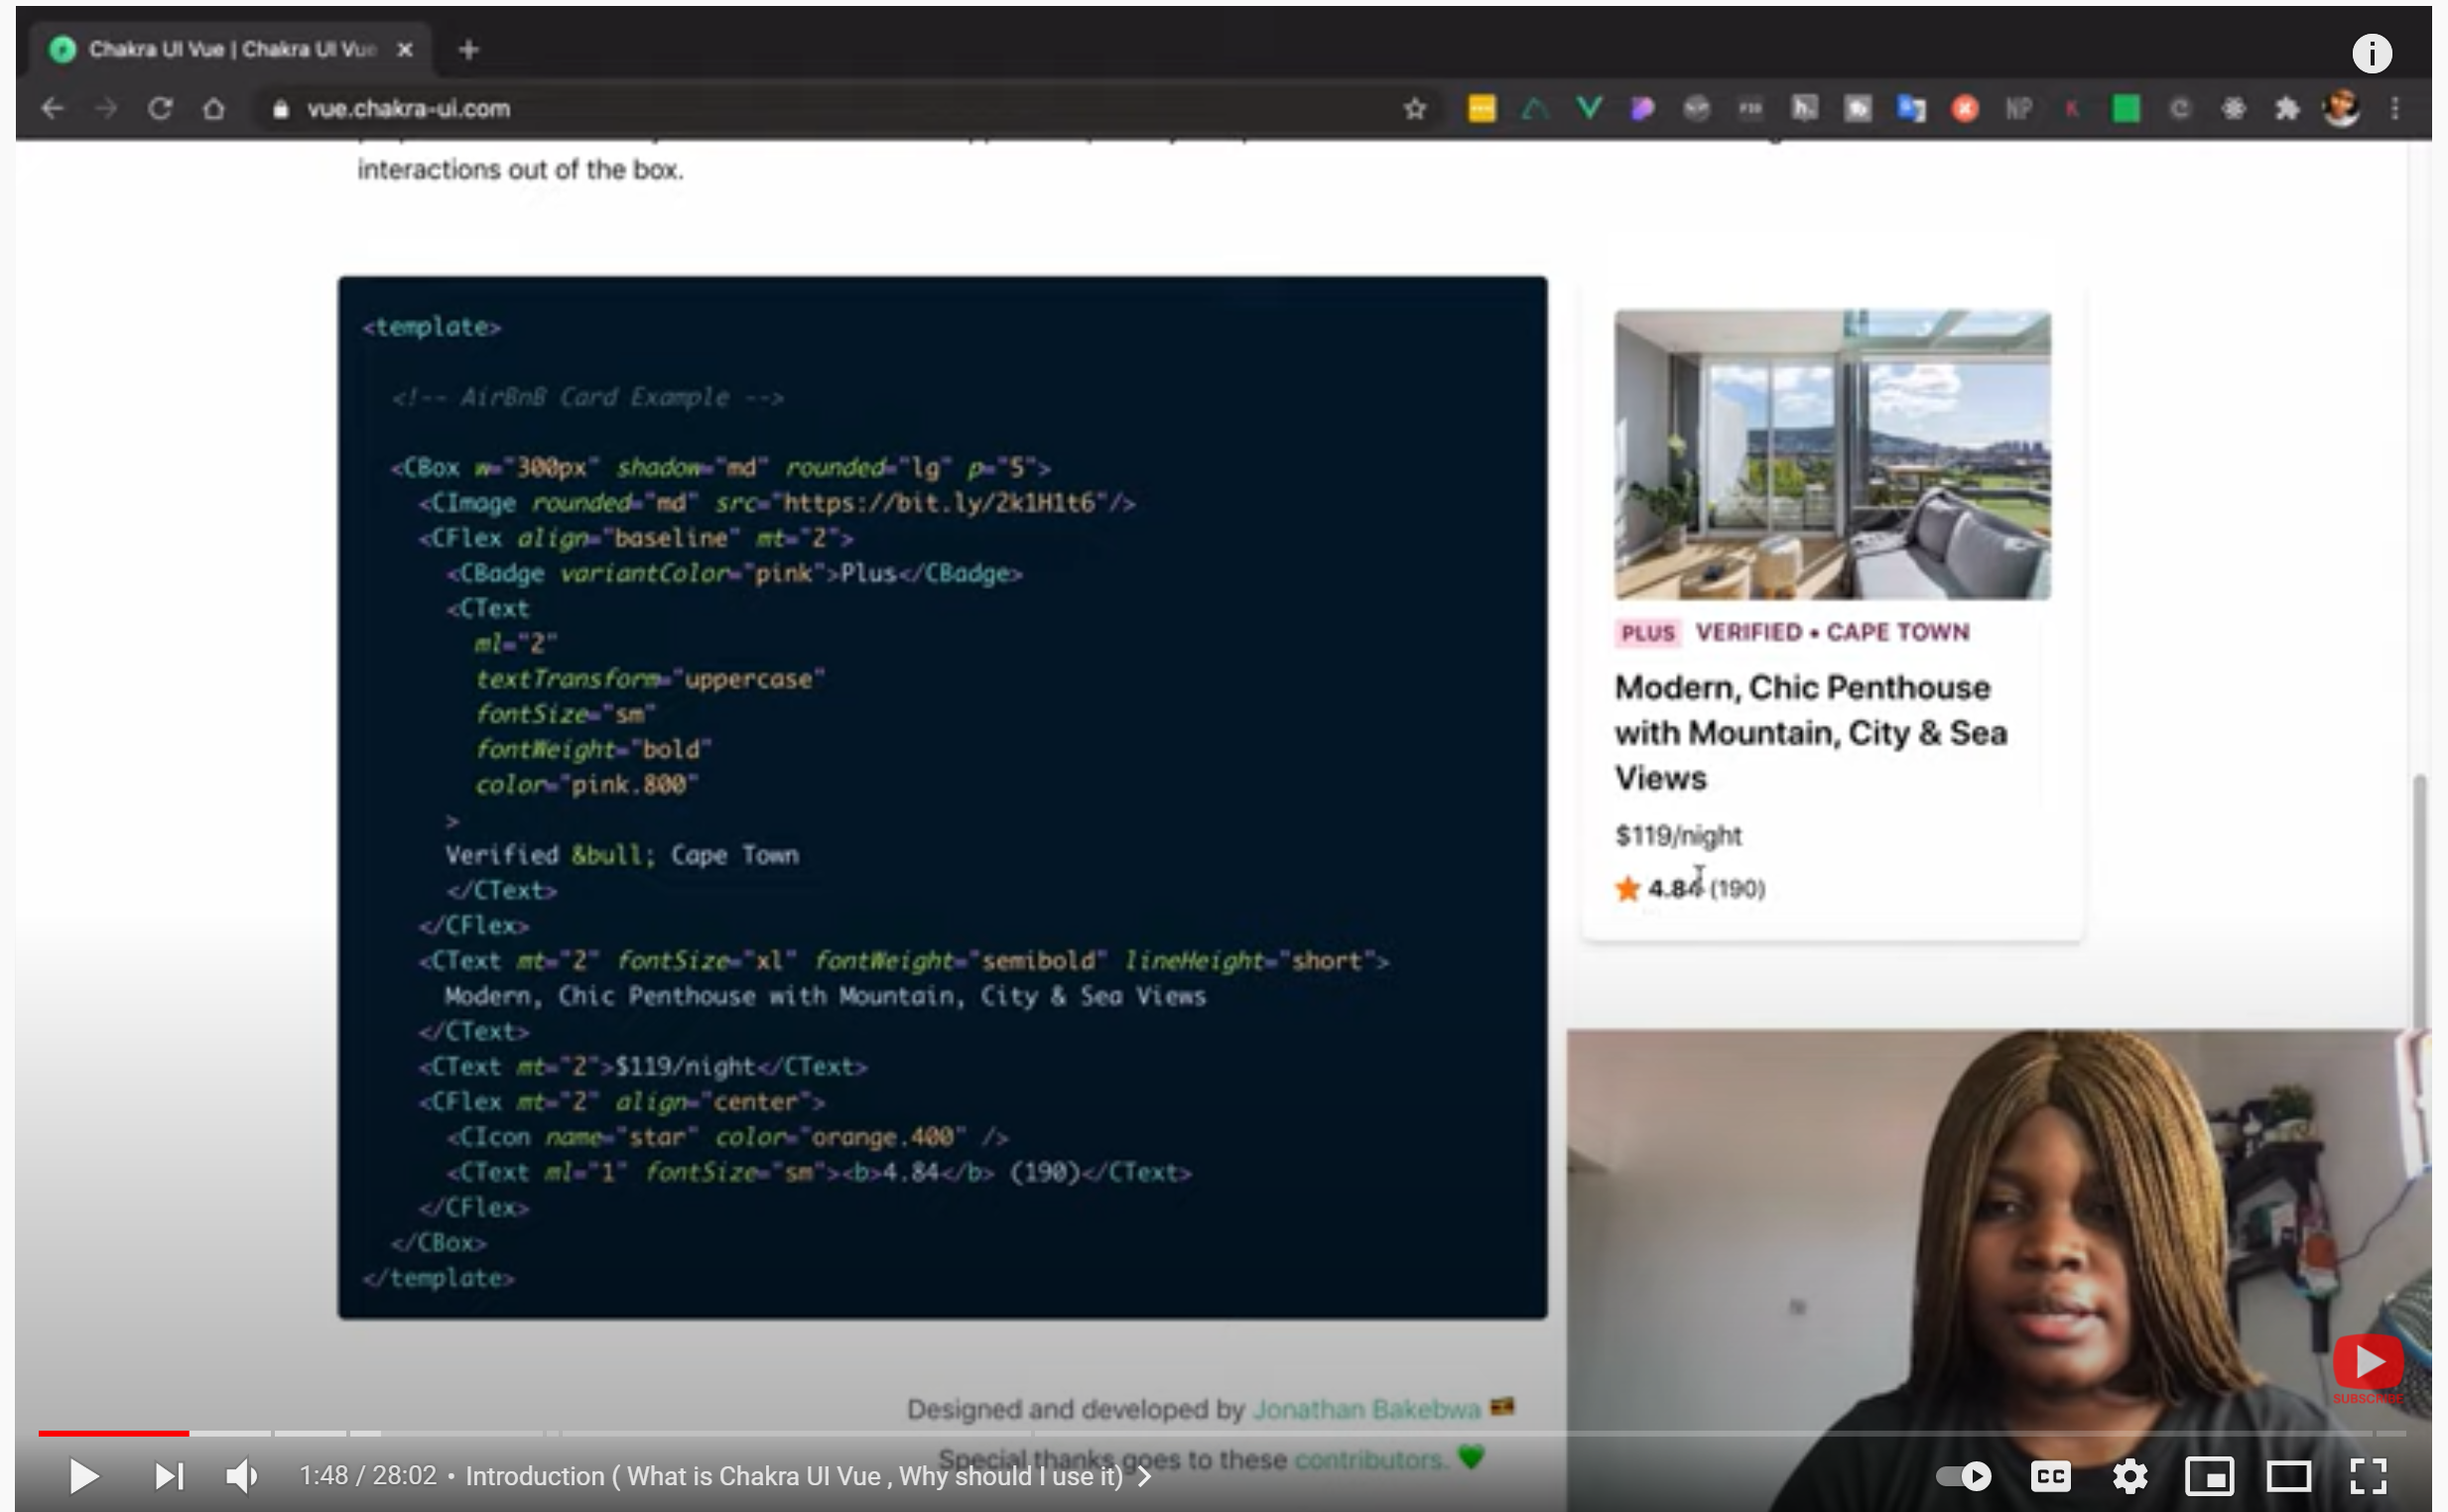 Chakra UI Vue | Chakra UI Vue
vue.chakra-ui.com
interactions out of the box.
<template>
<!-- AirBnB Card Example -->
<CBox w="300px" shadow="md" rounded="lg" p="5">
<CImage rounded="md" src="https://bit.ly/2k1H1t6"/>
<CFlex align="baseline" mt="2">
<CBadge variantColor="pink">Plus</CBadge>
<CText
ml="2"
textTransform="uppercase"
fontSize="sm"
fontWeight="bold"
color="pink.800"
>
Verified &bull; Cape Town
</CText>
</CFlex>
<CText mt="2" fontSize="xl" fontWeight="semibold" lineHeight="short">
Modern, Chic Penthouse with Mountain, City & Sea Views
</CText>
<CText mt="2">$119/night</CText>
<CFlex mt="2" align="center">
<CIcon name="star" color="orange.400" />
<CText ml="1" fontSize="sm"><b>4.84</b> (190)</CText>
</CFlex>
</CBox>
</template>
PLUS VERIFIED • CAPE TOWN
Modern, Chic Penthouse
with Mountain, City & Sea
Views
$119/night
4.84 (190)
Designed and developed by Jonathan Bakebwa
Special thanks goes to these contributors.
SUBSCRIBE
1:48 / 28:02 • Introduction ( What is Chakra UI Vue , Why should I use it)
CC